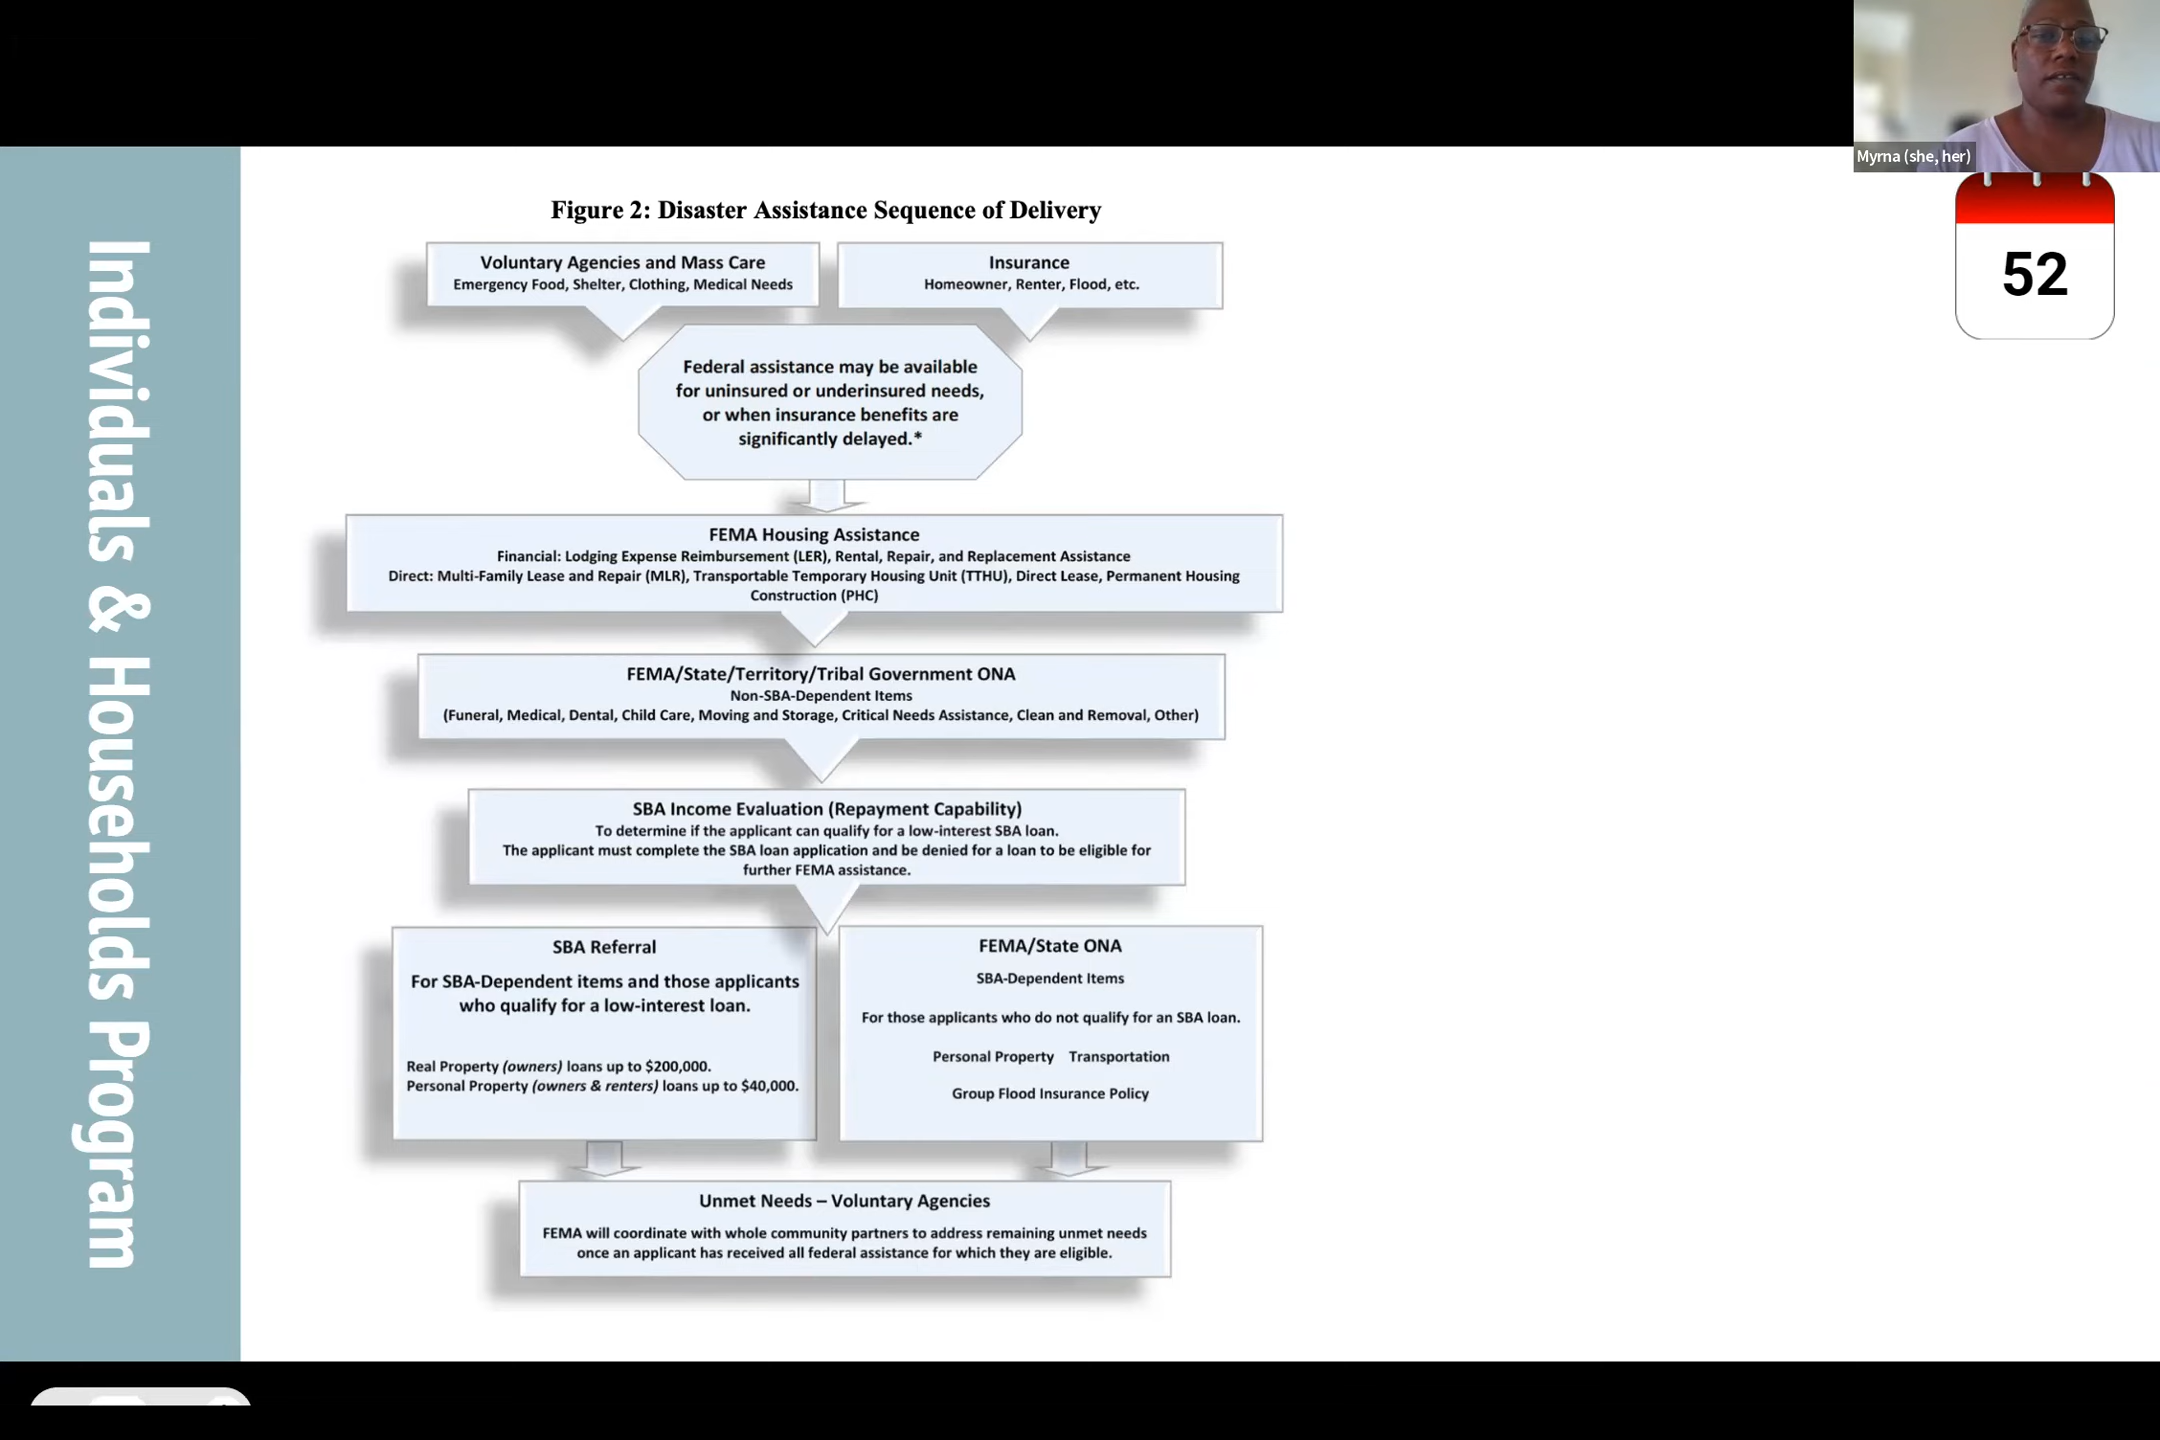 Myrna (she, her)
52
Individuals & Households Program
Figure 2: Disaster Assistance Sequence of Delivery
Voluntary Agencies and Mass Care
Emergency Food, Shelter, Clothing, Medical Needs
Insurance
Homeowner, Renter, Flood, etc.
Federal assistance may be available
for uninsured or underinsured needs,
or when insurance benefits are
significantly delayed.*
FEMA Housing Assistance
Financial: Lodging Expense Reimbursement (LER), Rental, Repair, and Replacement Assistance
Direct: Multi-Family Lease and Repair (MLR), Transportable Temporary Housing Unit (TTHU), Direct Lease, Permanent Housing
Construction (PHC)
FEMA/State/Territory/Tribal Government ONA
Non-SBA-Dependent Items
(Funeral, Medical, Dental, Child Care, Moving and Storage, Critical Needs Assistance, Clean and Removal, Other)
SBA Income Evaluation (Repayment Capability)
To determine if the applicant can qualify for a low-interest SBA loan.
The applicant must complete the SBA loan application and be denied for a loan to be eligible for
further FEMA assistance.
SBA Referral
For SBA-Dependent items and those applicants
who qualify for a low-interest loan.
Real Property (owners) loans up to $200,000.
Personal Property (owners & renters) loans up to $40,000.
FEMA/State ONA
SBA-Dependent Items
For those applicants who do not qualify for an SBA loan.
Personal Property Transportation
Group Flood Insurance Policy
Unmet Needs – Voluntary Agencies
FEMA will coordinate with whole community partners to address remaining unmet needs
once an applicant has received all federal assistance for which they are eligible.